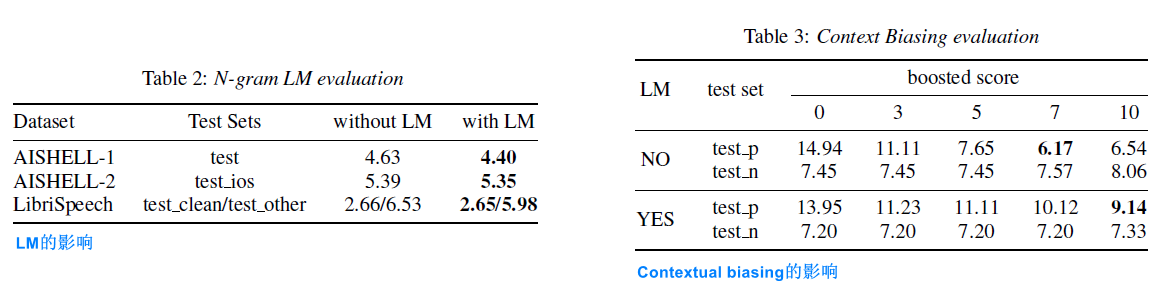 Table 2: N-gram LM evaluation
Dataset Test Sets without LM with LM
AISHELL-1 test 4.63 4.40
AISHELL-2 test_ios 5.39 5.35
LibriSpeech test_clean/test_other 2.66/6.53 2.65/5.98
LM的影响
Table 3: Context Biasing evaluation
LM test set boosted score
0 3 5 7 10
NO test_p 14.94 11.11 7.65 6.17 6.54
test_n 7.45 7.45 7.45 7.57 8.06
YES test_p 13.95 11.23 11.11 10.12 9.14
test_n 7.20 7.20 7.20 7.20 7.33
Contextual biasing的影响